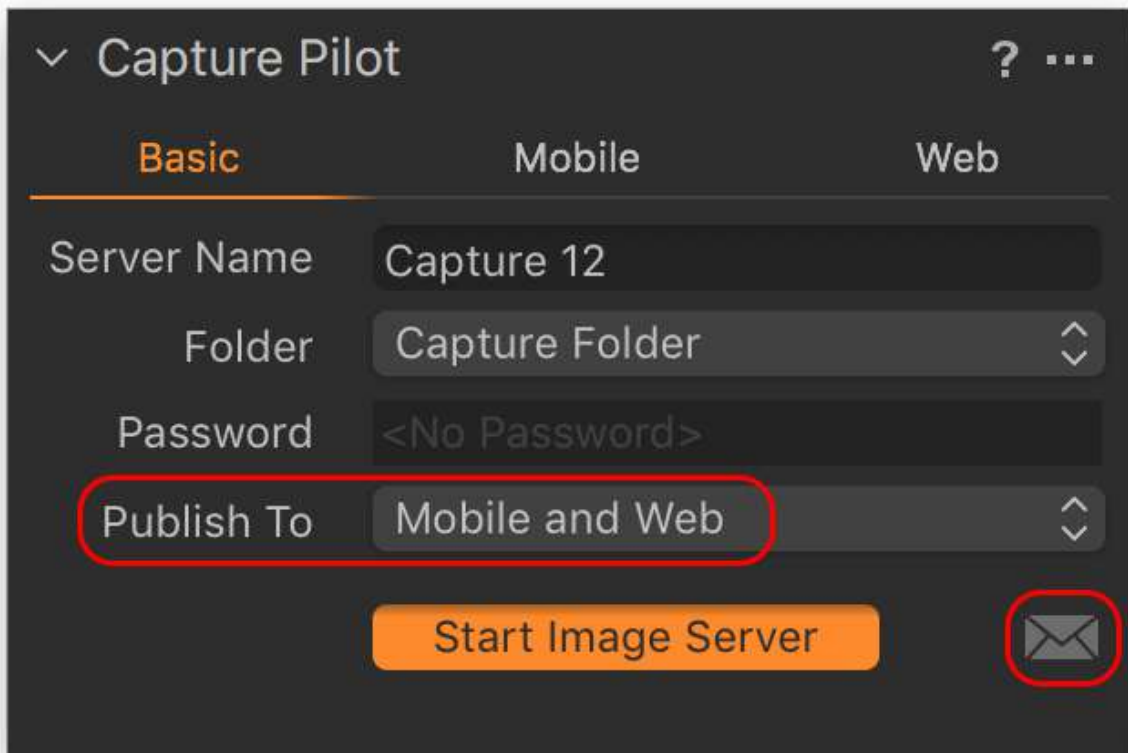 Capture Pilot ? ...
Basic Mobile Web
Server Name Capture 12
Folder Capture Folder
Password <No Password>
Publish To Mobile and Web
Start Image Server